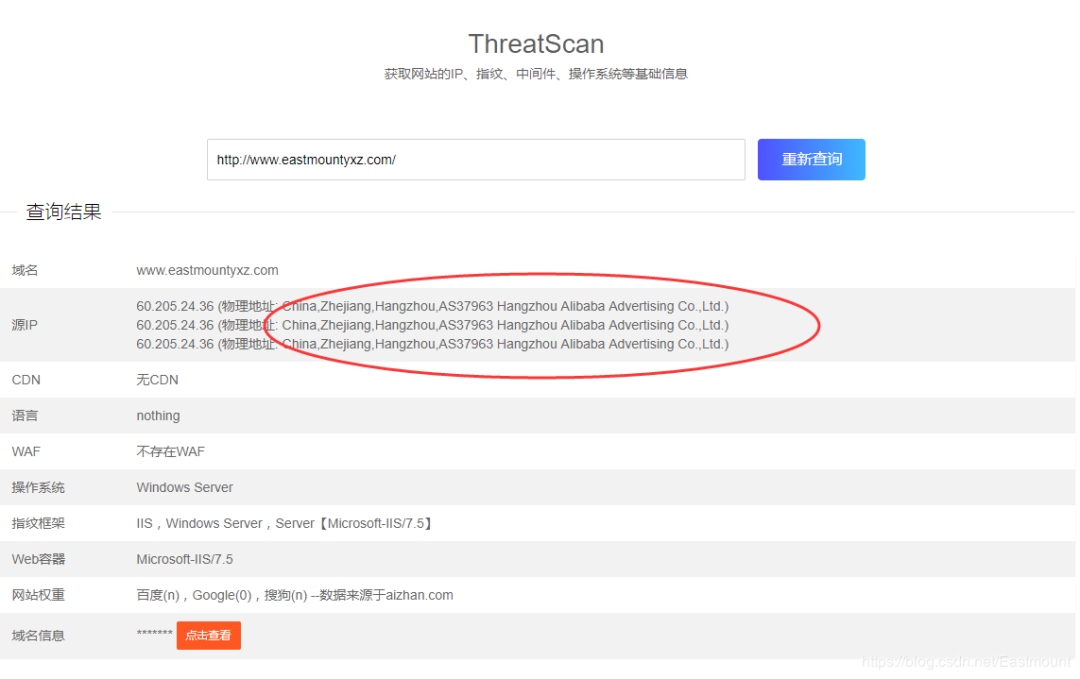 ThreatScan
获取网站的IP、指纹、中间件、操作系统等基础信息
http://www.eastmountyxz.com/
重新查询
查询结果
域名 www.eastmountyxz.com
源IP
60.205.24.36 (物理地址: China,Zhejiang,Hangzhou,AS37963 Hangzhou Alibaba Advertising Co.,Ltd.)
60.205.24.36 (物理地址: China,Zhejiang,Hangzhou,AS37963 Hangzhou Alibaba Advertising Co.,Ltd.)
60.205.24.36 (物理地址: China,Zhejiang,Hangzhou,AS37963 Hangzhou Alibaba Advertising Co.,Ltd.)
CDN 无CDN
语言 nothing
WAF 不存在WAF
操作系统 Windows Server
指纹框架 IIS，Windows Server，Server【Microsoft-IIS/7.5】
Web容器 Microsoft-IIS/7.5
网站权重 百度(n)，Google(0)，搜狗(n) --数据来源于aizhan.com
域名信息 ******* 点击查看
https://blog.csdn.net/Eastmount